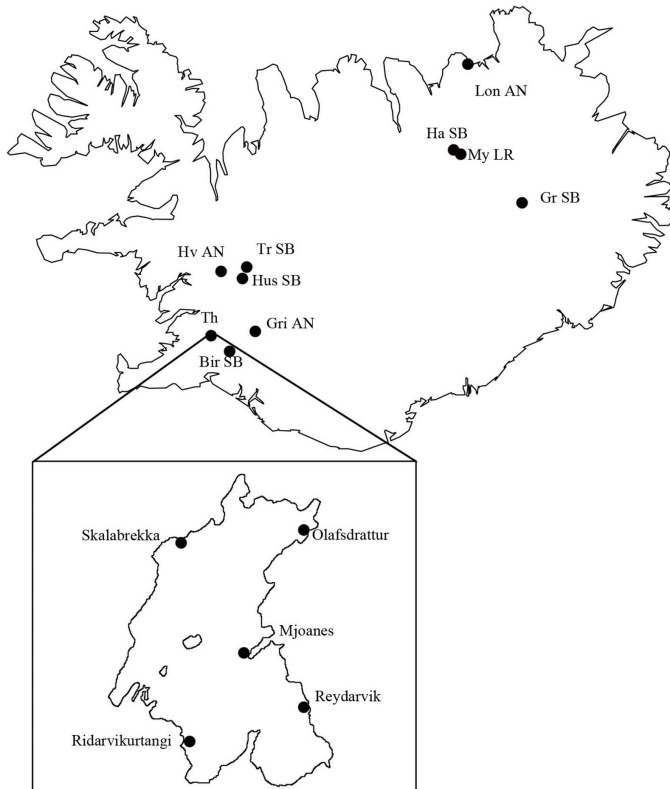 Lon AN
Ha SB
My LR
Gr SB
Hv AN
Tr SB
Hus SB
Th
Gri AN
Bir SB
Skalabrekka
Olafsdrattur
Mjoanes
Reydarvik
Ridarvikurtangi